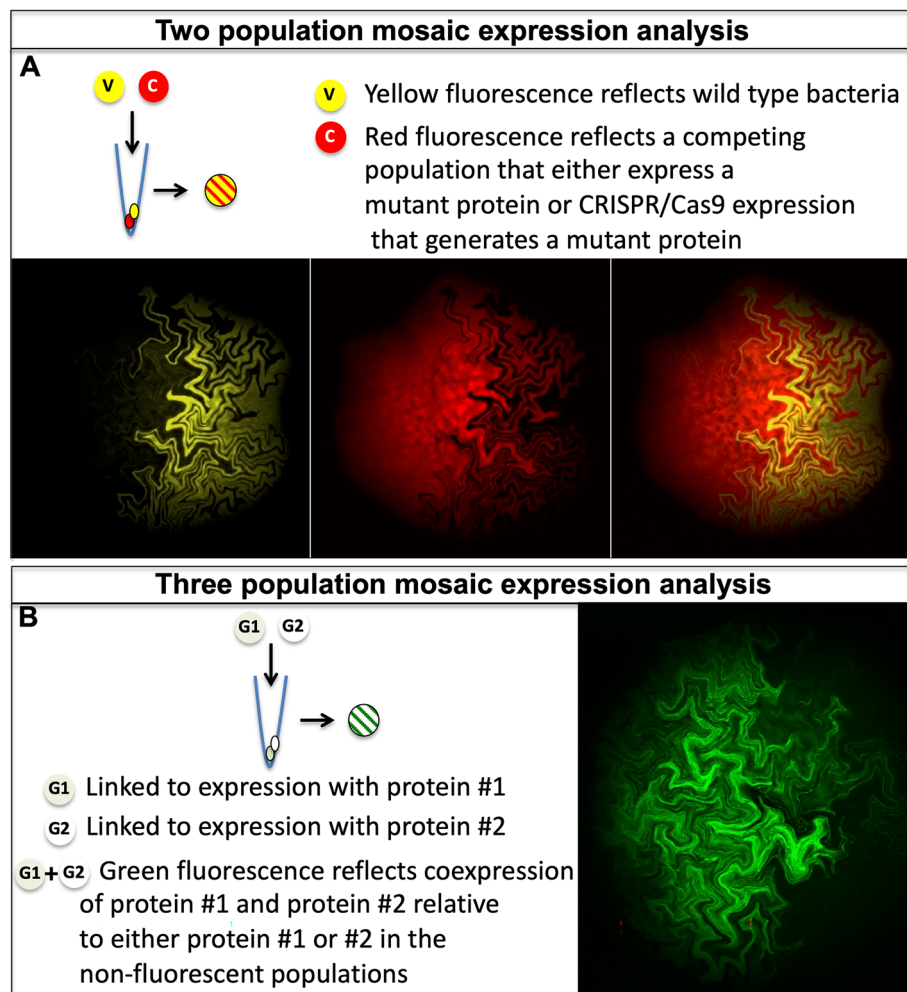 Two population mosaic expression analysis
A
V C
V Yellow fluorescence reflects wild type bacteria
C Red fluorescence reflects a competing
population that either express a
mutant protein or CRISPR/Cas9 expression
that generates a mutant protein
Three population mosaic expression analysis
B
G1 G2
G1 Linked to expression with protein #1
G2 Linked to expression with protein #2
G1+G2 Green fluorescence reflects coexpression
of protein #1 and protein #2 relative
to either protein #1 or #2 in the
non-fluorescent populations